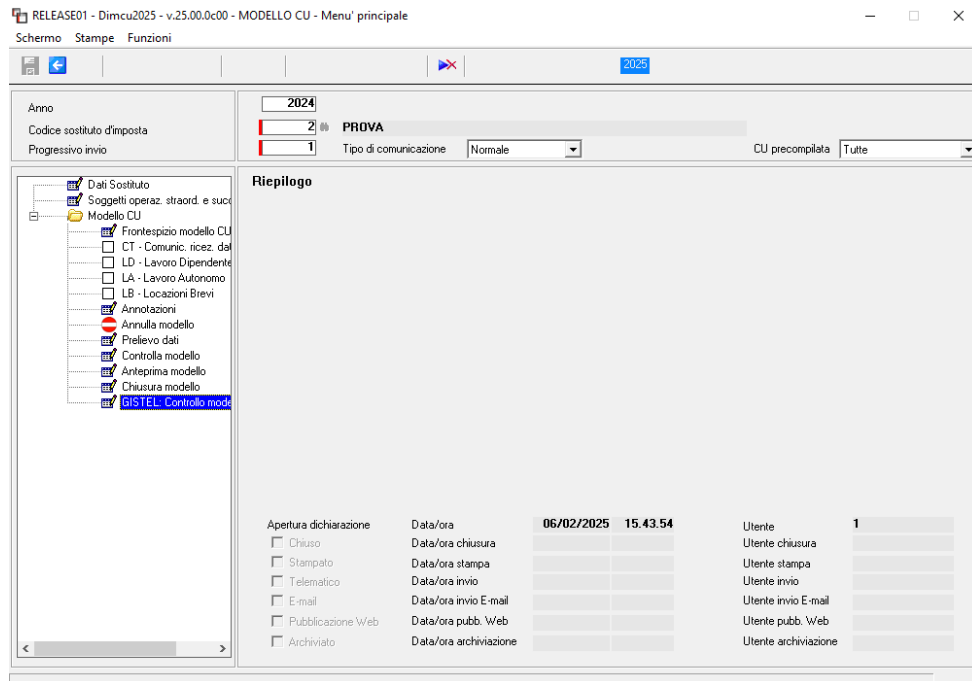 RELEASE01 - Dimcu2025 - v.25.00.0c00 - MODELLO CU - Menu' principale
Schermo Stampe Funzioni
2025
Anno 2024
Codice sostituto d'imposta 2 PROVA
Progressivo invio 1 Tipo di comunicazione Normale CU precompilata Tutte
Dati Sostituto
Soggetti operaz. straord. e succ
Modello CU
Frontespizio modello CU
CT - Comunic. ricez. dat
LD - Lavoro Dipendente
LA - Lavoro Autonomo
LB - Locazioni Brevi
Annotazioni
Annulla modello
Prelievo dati
Controlla modello
Anteprima modello
Chiusura modello
GISTEL: Controllo mode
Riepilogo
Apertura dichiarazione Data/ora 06/02/2025 15.43.54 Utente 1
Chiuso Data/ora chiusura Utente chiusura
Stampato Data/ora stampa Utente stampa
Telematico Data/ora invio Utente invio
E-mail Data/ora invio E-mail Utente invio E-mail
Pubblicazione Web Data/ora pubb. Web Utente pubb. Web
Archiviato Data/ora archiviazione Utente archiviazione